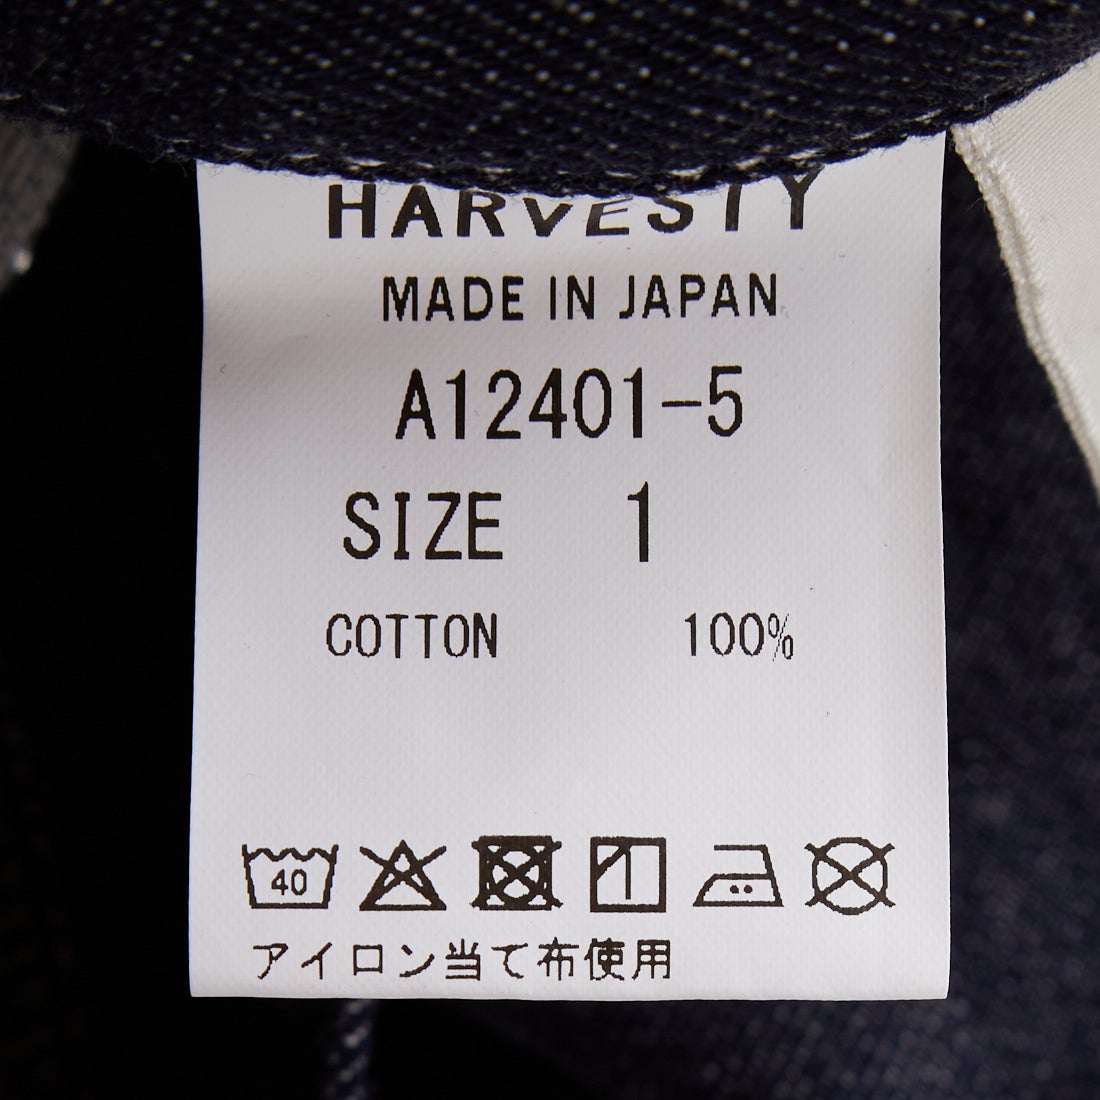 HARVESTY
MADE IN JAPAN
A12401-5
SIZE 1
COTTON 100%
40
アイロン当て布使用